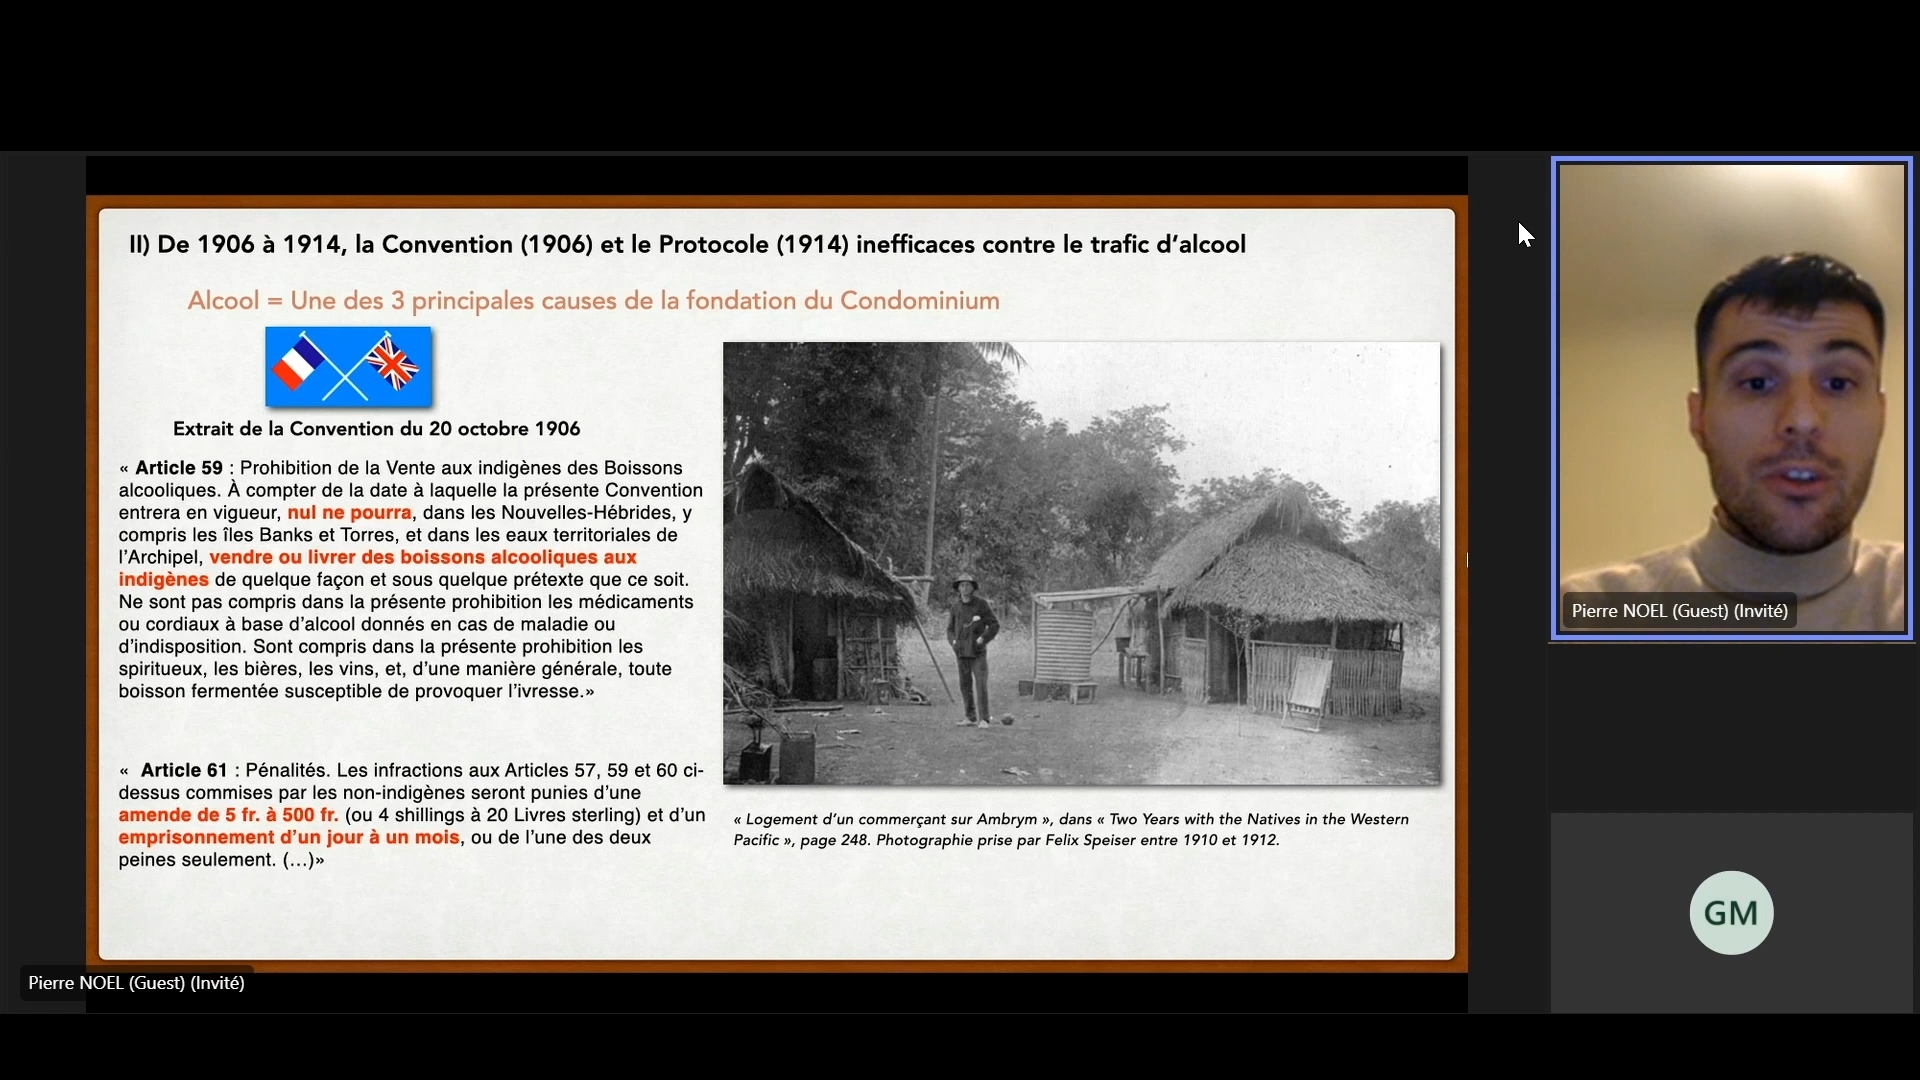 II) De 1906 à 1914, la Convention (1906) et le Protocole (1914) inefficaces contre le trafic d’alcool
Alcool = Une des 3 principales causes de la fondation du Condominium
Extrait de la Convention du 20 octobre 1906
« Article 59 : Prohibition de la Vente aux indigènes des Boissons
alcooliques. À compter de la date à laquelle la présente Convention
entrera en vigueur, nul ne pourra, dans les Nouvelles-Hébrides, y
compris les îles Banks et Torres, et dans les eaux territoriales de
l’Archipel, vendre ou livrer des boissons alcooliques aux
indigènes de quelque façon et sous quelque prétexte que ce soit.
Ne sont pas compris dans la présente prohibition les médicaments
ou cordiaux à base d’alcool donnés en cas de maladie ou
d’indisposition. Sont compris dans la présente prohibition les
spiritueux, les bières, les vins, et, d’une manière générale, toute
boisson fermentée susceptible de provoquer l’ivresse.»
« Article 61 : Pénalités. Les infractions aux Articles 57, 59 et 60 ci-
dessus commises par les non-indigènes seront punies d’une
amende de 5 fr. à 500 fr. (ou 4 shillings à 20 Livres sterling) et d’un
emprisonnement d’un jour à un mois, ou de l’une des deux
peines seulement. (…)»
« Logement d’un commerçant sur Ambrym », dans « Two Years with the Natives in the Western
Pacific », page 248. Photographie prise par Felix Speiser entre 1910 et 1912.
Pierre NOEL (Guest) (Invité)
Pierre NOEL (Guest) (Invité)
GM